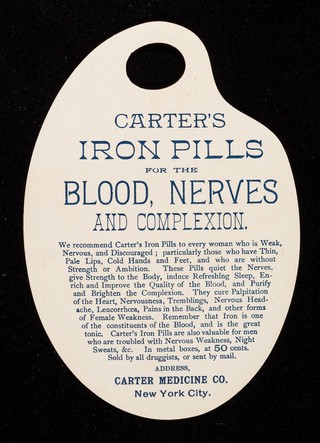 CARTER'S
IRON PILLS
FOR THE
BLOOD, NERVES
AND COMPLEXION.
We recommend Carter's Iron Pills to every woman who is Weak,
Nervous, and Discouraged; particularly those who have Thin,
Pale Lips, Cold Hands and Feet, and who are without
Strength or Ambition. These Pills quiet the Nerves,
give Strength to the Body, induce Refreshing Sleep, En-
rich and Improve the Quality of the Blood, and Purify
and Brighten the Complexion. They cure Palpitation
of the Heart, Nervousness, Tremblings, Nervous Head-
ache, Leucorrhœa, Pains in the Back, and other forms
of Female Weakness. Remember that Iron is one
of the constituents of the Blood, and is the great
tonic. Carter's Iron Pills are also valuable for men
who are troubled with Nervous Weakness, Night
Sweats, &c. In metal boxes, at 50 cents.
Sold by all druggists, or sent by mail.
ADDRESS,
CARTER MEDICINE CO.
New York City.